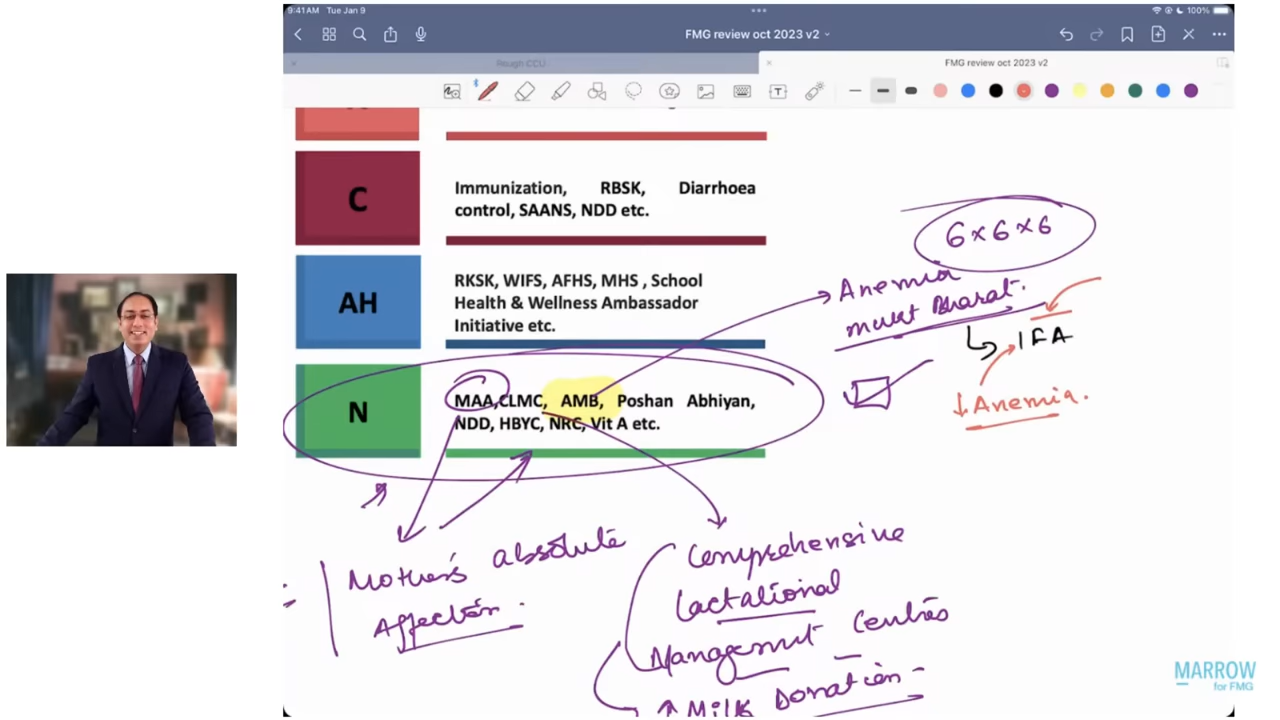 9:41 AM Tue Jan 9
100%
FMG review oct 2023 v2
Rough CCU
FMG review oct 2023 v2
C
Immunization, RBSK, Diarrhoea
control, SAANS, NDD etc.
AH
RKSK, WIFS, AFHS, MHS , School
Health & Wellness Ambassador
Initiative etc.
N
MAA,CLMC, AMB, Poshan Abhiyan,
NDD, HBYC, NRC, Vit A etc.
6×6×6
Anemia
mukt Bharat.
IFA
↓Anemia.
Mother's absolute
Affection.
Comprehensive
Lactational
Management Centres
↑ Milk Donation
MARROW
for FMG